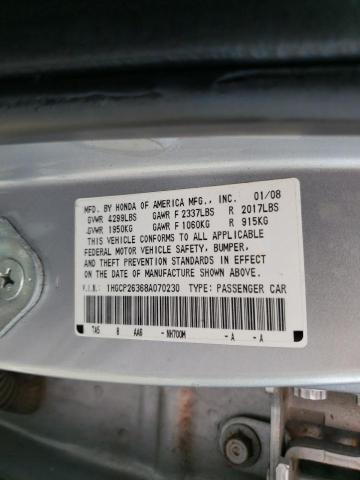 MFD. BY HONDA OF AMERICA MFG., INC. 01/08
GVWR 4299LBS GAWR F 2337LBS R 2017LBS
GVWR 1950KG GAWR F 1060KG R 915KG
THIS VEHICLE CONFORMS TO ALL APPLICABLE
FEDERAL MOTOR VEHICLE SAFETY, BUMPER,
AND THEFT PREVENTION STANDARDS IN EFFECT
ON THE DATE OF MANUFACTURE SHOWN ABOVE.
V.I.N: 1HGCP26368A070230 TYPE: PASSENGER CAR
TA5 8 AA6 -NH700M -A -A